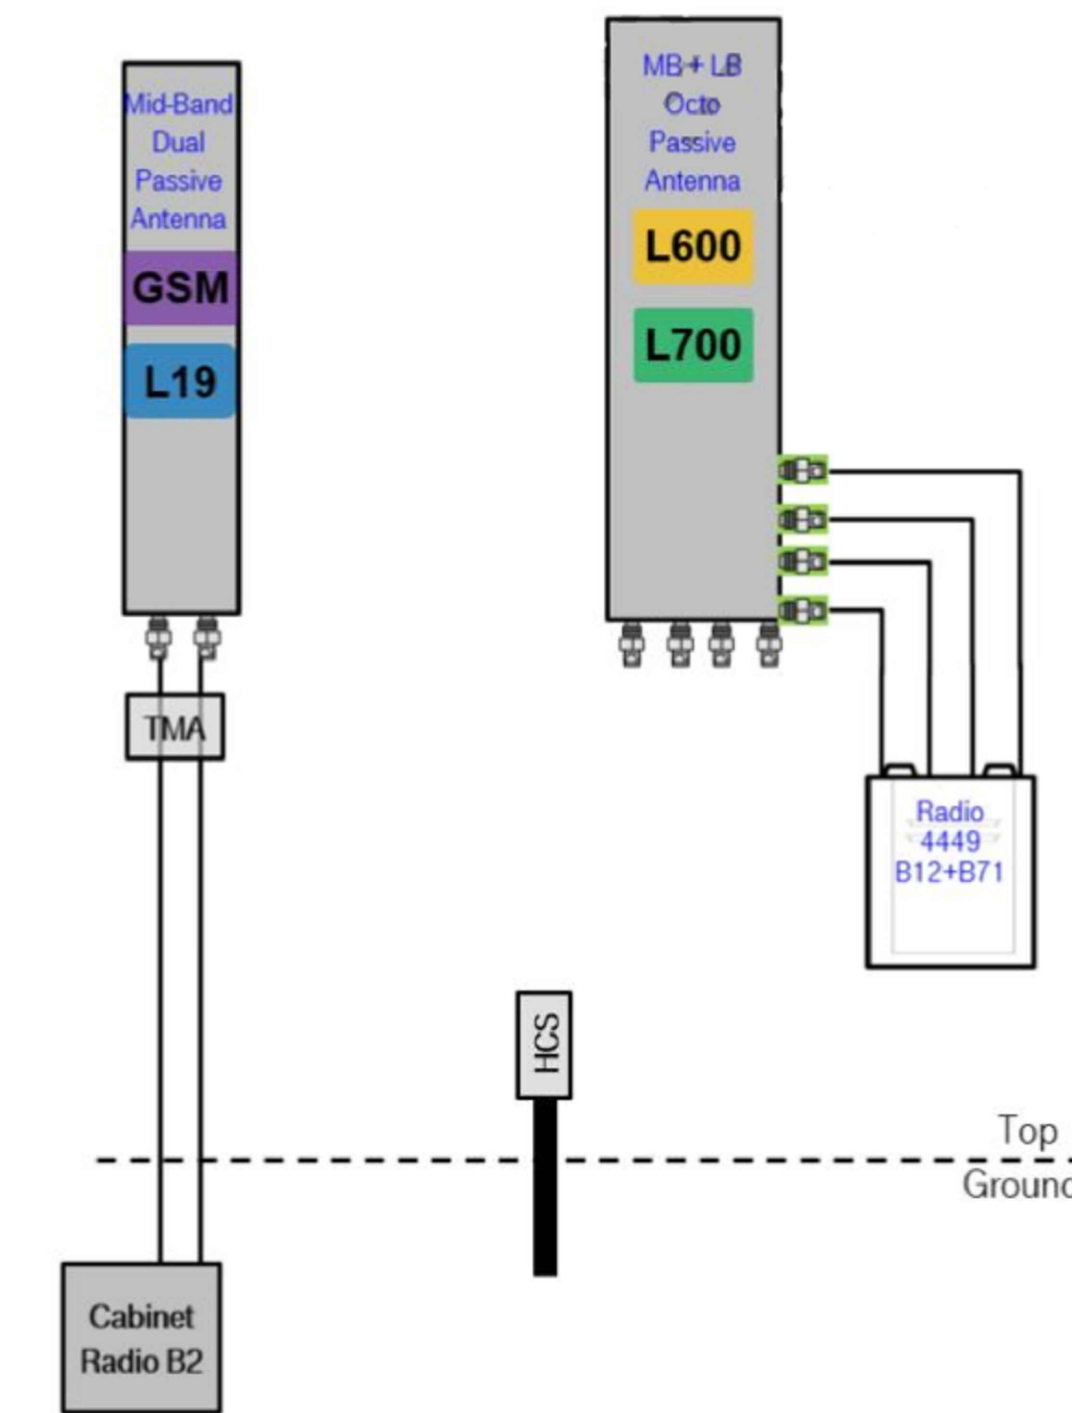 Mid-Band
Dual
Passive
Antenna
GSM
L19
TMA
Cabinet
Radio B2
MB + LB
Octo
Passive
Antenna
L600
L700
Radio
4449
B12+B71
HCS
Top
Ground